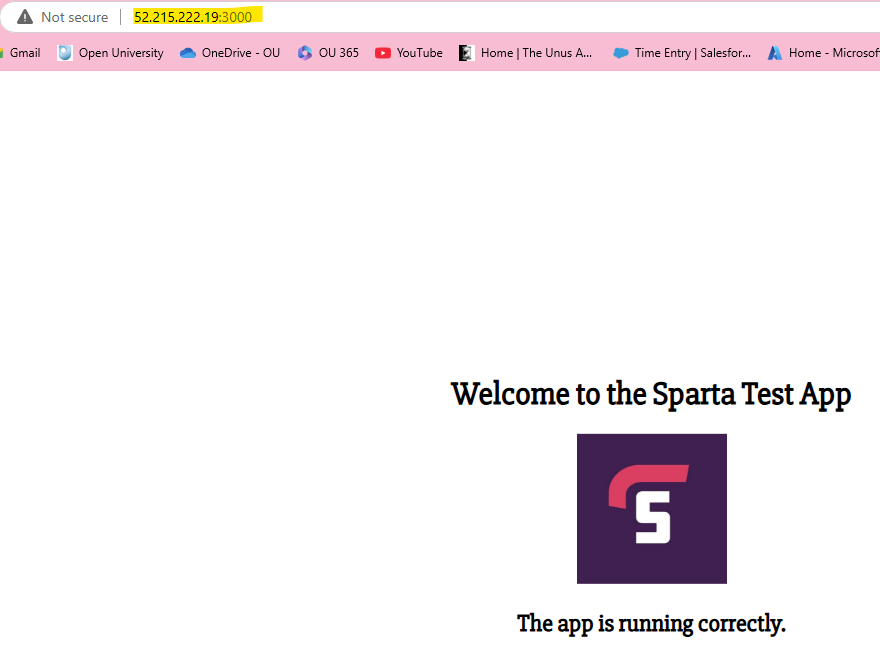 Not secure | 52.215.222.19:3000
Gmail Open University OneDrive - OU OU 365 YouTube Home | The Unus A... Time Entry | Salesfor... Home - Microsof
Welcome to the Sparta Test App
S
The app is running correctly.